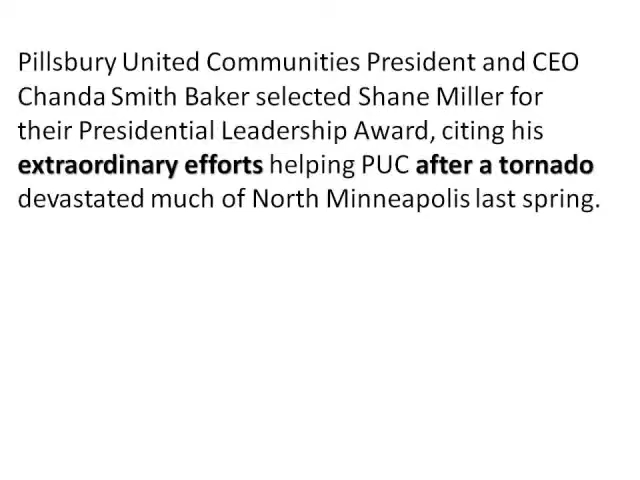 Pillsbury United Communities President and CEO
Chanda Smith Baker selected Shane Miller for
their Presidential Leadership Award, citing his
extraordinary efforts helping PUC after a tornado
devastated much of North Minneapolis last spring.